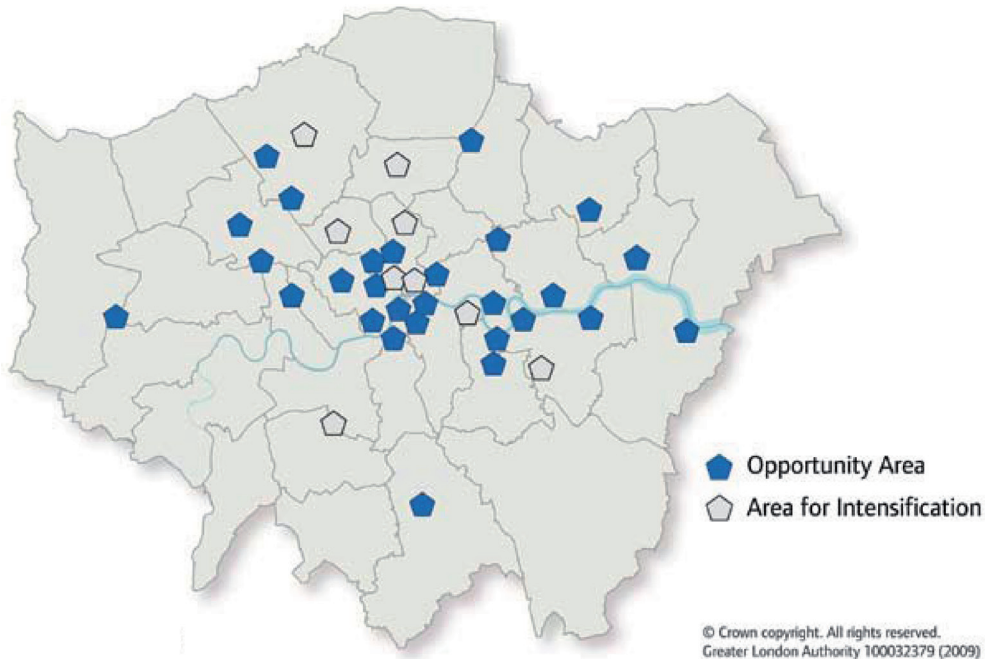 Opportunity Area
Area for Intensification
© Crown copyright. All rights reserved.
Greater London Authority 100032379 (2009)